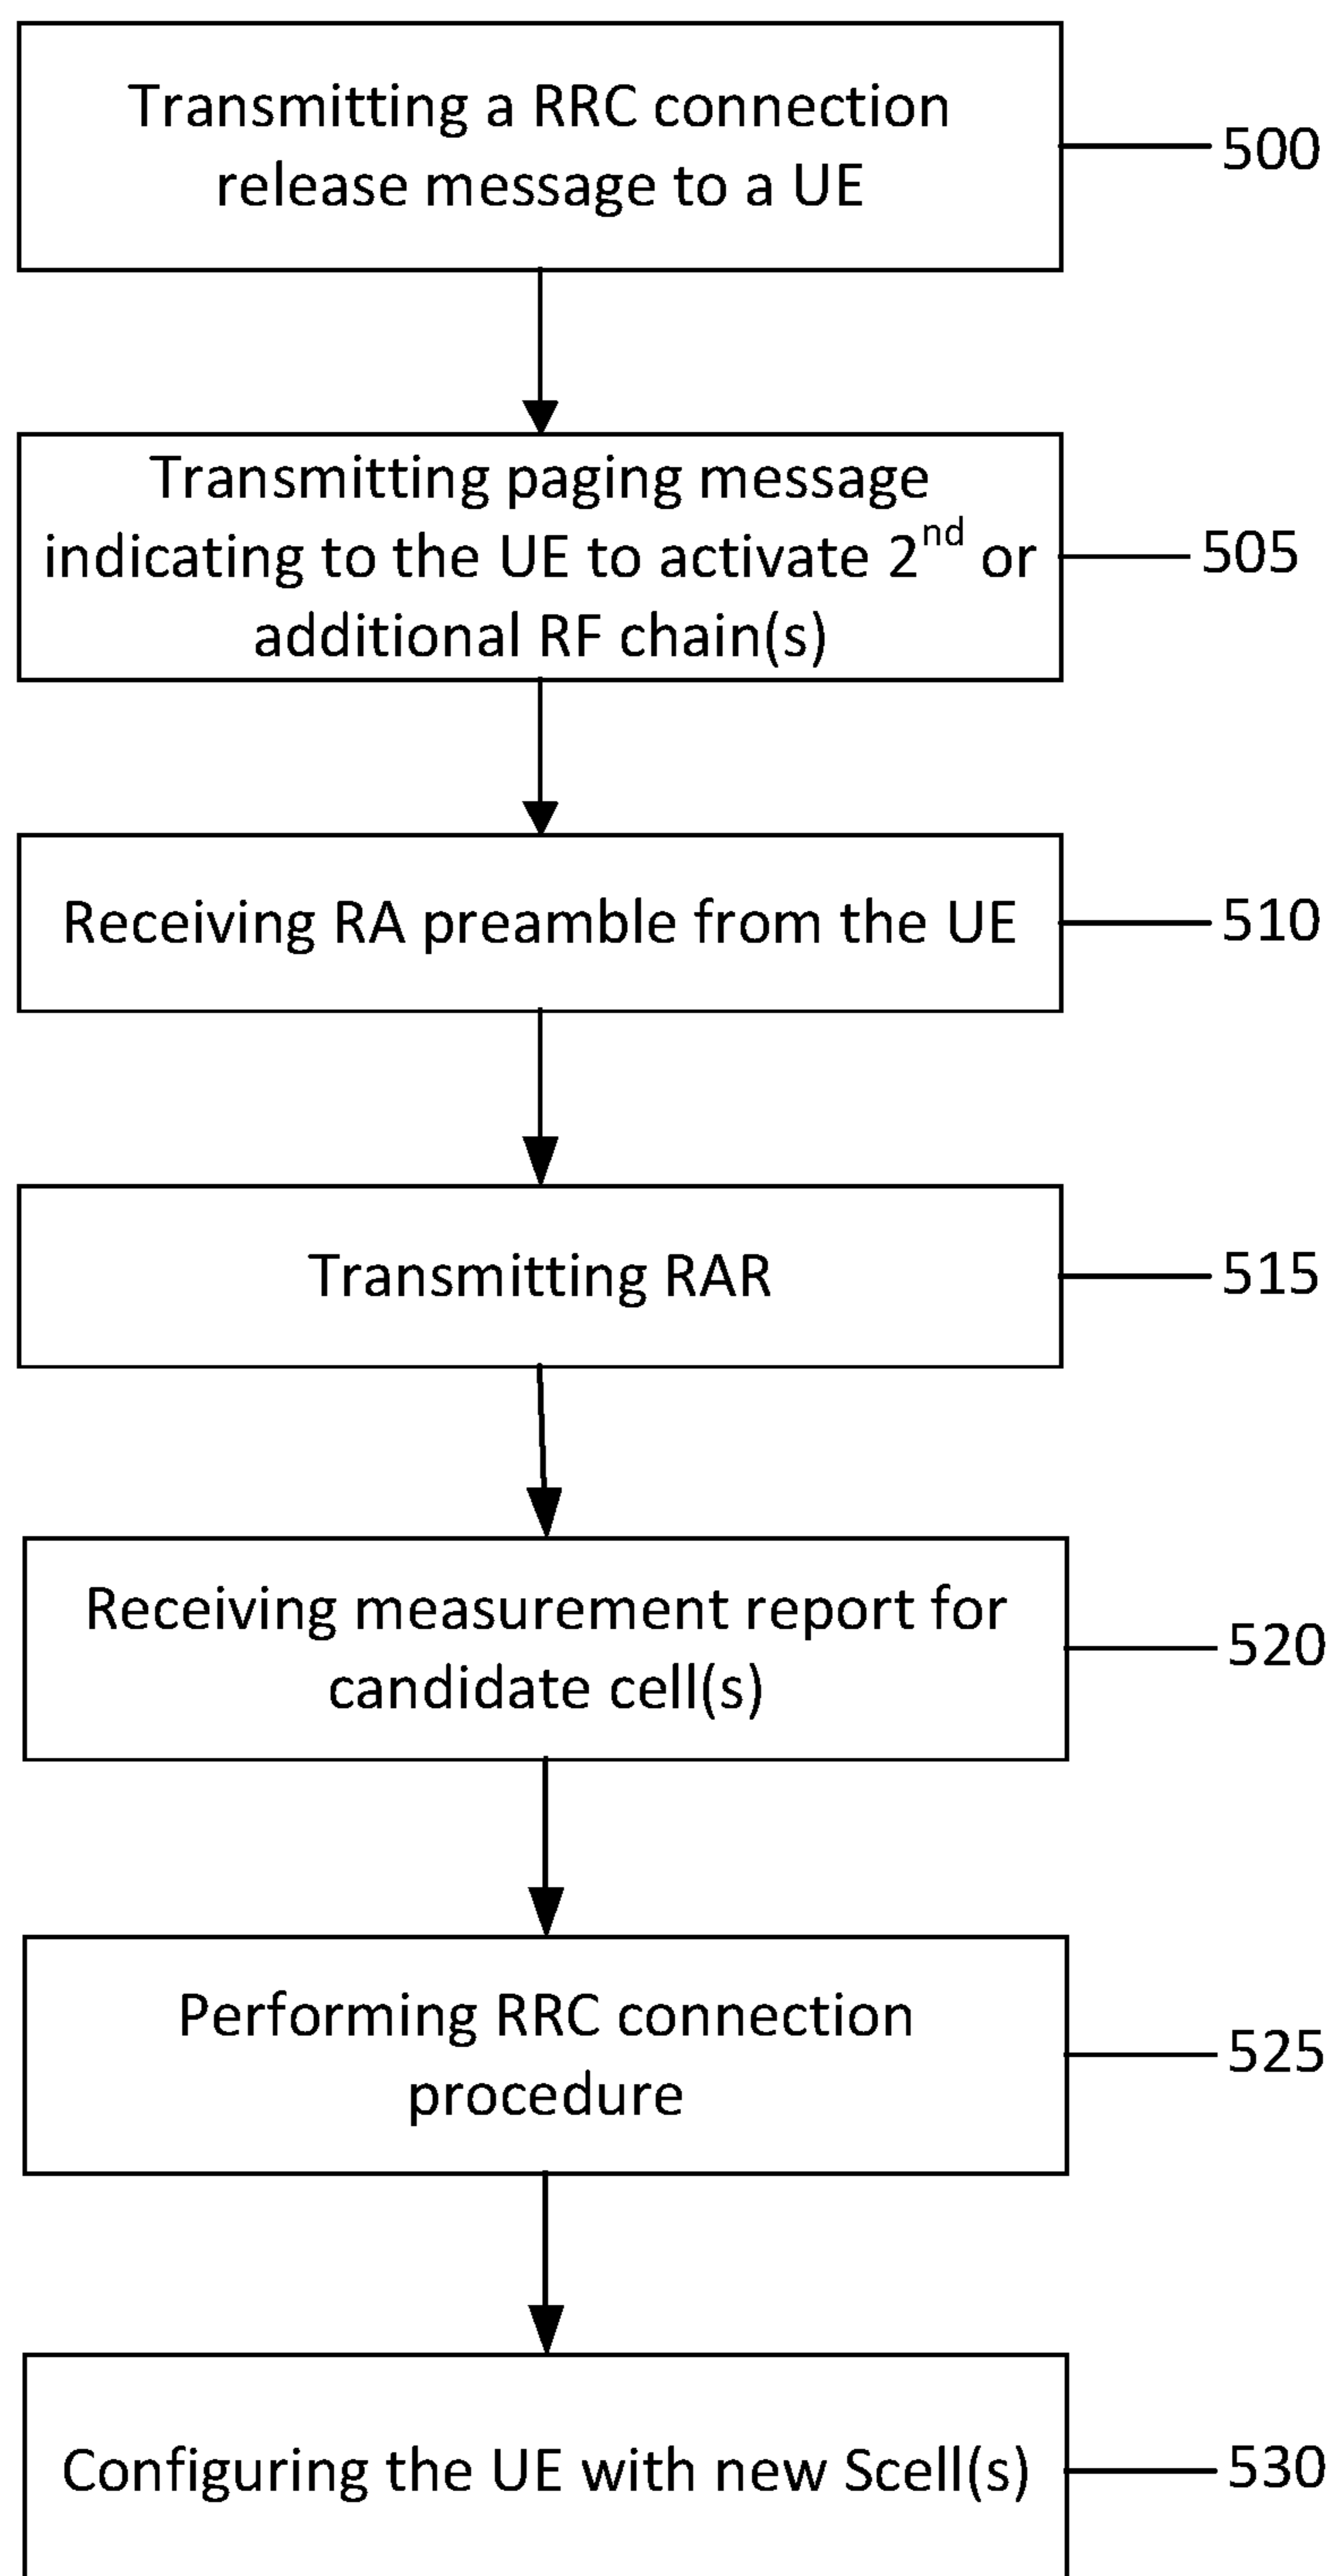 Transmitting a RRC connection
release message to a UE
500
Transmitting paging message
indicating to the UE to activate 2nd or
additional RF chain(s)
505
Receiving RA preamble from the UE
510
Transmitting RAR
515
Receiving measurement report for
candidate cell(s)
520
Performing RRC connection
procedure
525
Configuring the UE with new Scell(s)
530